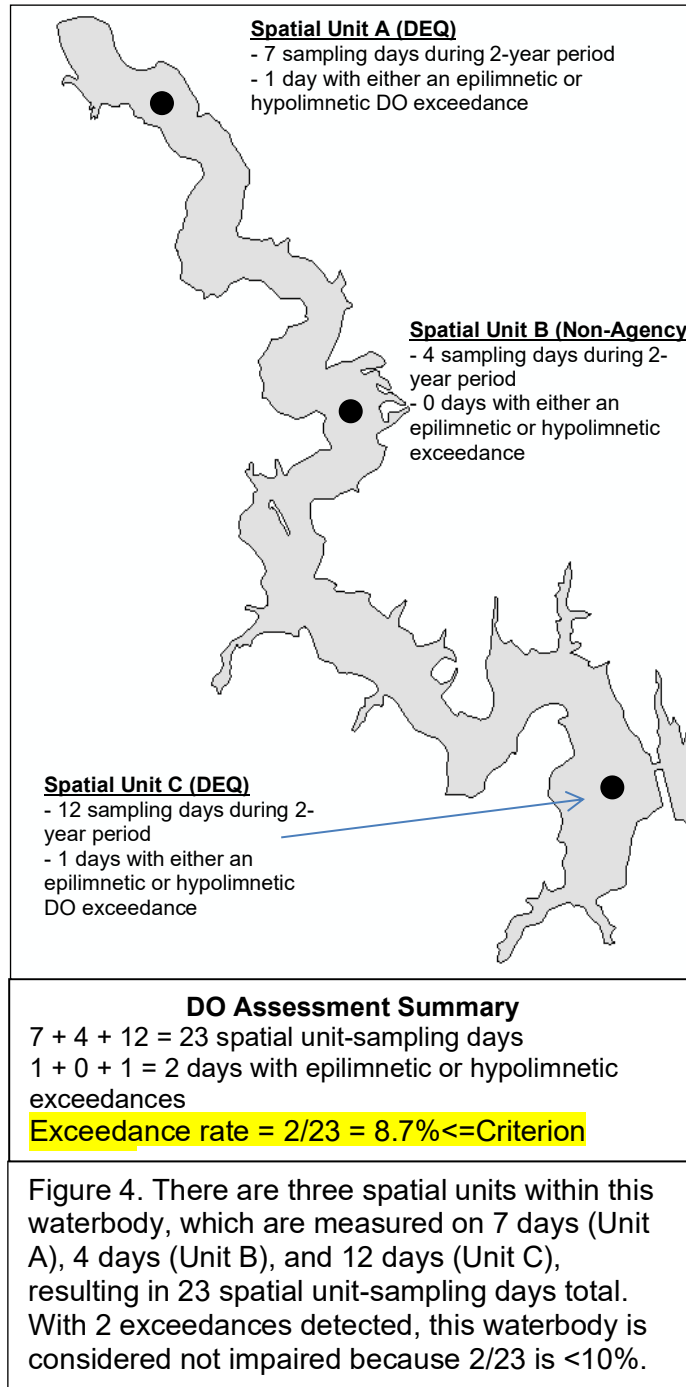 Spatial Unit A (DEQ)
- 7 sampling days during 2-year period
- 1 day with either an epilimnetic or
hypolimnetic DO exceedance
Spatial Unit B (Non-Agency
- 4 sampling days during 2-
year period
- 0 days with either an
epilimnetic or hypolimnetic
exceedance
Spatial Unit C (DEQ)
- 12 sampling days during 2-
year period
- 1 days with either an
epilimnetic or hypolimnetic
DO exceedance
DO Assessment Summary
7 + 4 + 12 = 23 spatial unit-sampling days
1 + 0 + 1 = 2 days with epilimnetic or hypolimnetic
exceedances
Exceedance rate = 2/23 = 8.7%<=Criterion
Figure 4. There are three spatial units within this
waterbody, which are measured on 7 days (Unit
A), 4 days (Unit B), and 12 days (Unit C),
resulting in 23 spatial unit-sampling days total.
With 2 exceedances detected, this waterbody is
considered not impaired because 2/23 is <10%.